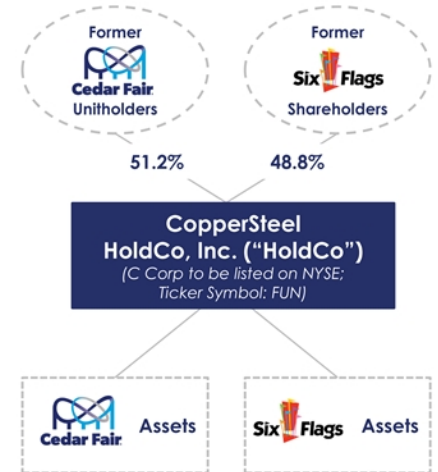 Former
Cedar Fair
Unitholders
Former
Six Flags
Shareholders
51.2%
48.8%
CopperSteel
HoldCo, Inc. (“HoldCo”)
(C Corp to be listed on NYSE;
Ticker Symbol: FUN)
Cedar Fair
Assets
Six Flags
Assets